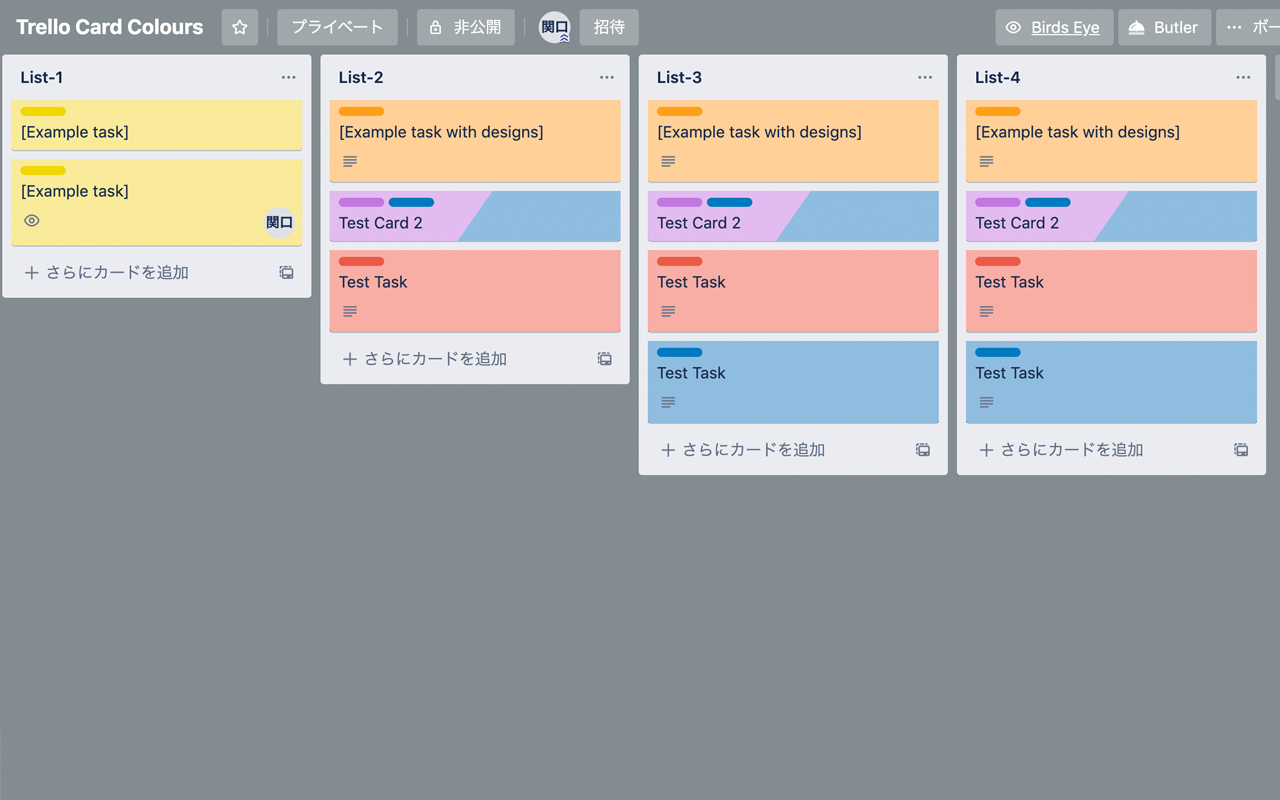 Trello Card Colours プライベート 非公開 関口 招待 Birds Eye Butler … ボー
List-1
[Example task]
[Example task]
関口
さらにカードを追加
List-2
[Example task with designs]
Test Card 2
Test Task
さらにカードを追加
List-3
[Example task with designs]
Test Card 2
Test Task
Test Task
さらにカードを追加
List-4
[Example task with designs]
Test Card 2
Test Task
Test Task
さらにカードを追加